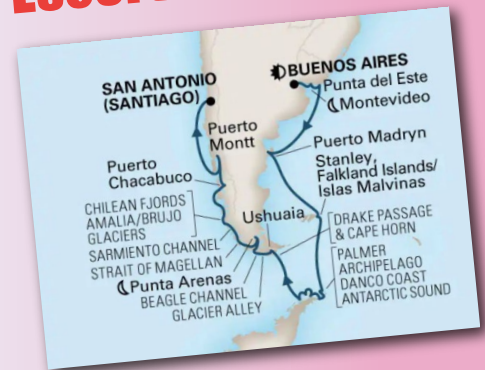 BUENOS AIRES
Punta del Este
Montevideo
SAN ANTONIO
(SANTIAGO)
Puerto
Montt
Puerto Madryn
Stanley,
Falkland Islands/
Islas Malvinas
Puerto
Chacabuco
CHILEAN FJORDS
AMALIA/BRUJO
GLACIERS
SARMIENTO CHANNEL
STRAIT OF MAGELLAN
Punta Arenas
BEAGLE CHANNEL
GLACIER ALLEY
Ushuaia
DRAKE PASSAGE
& CAPE HORN
PALMER
ARCHIPELAGO
DANCO COAST
ANTARCTIC SOUND